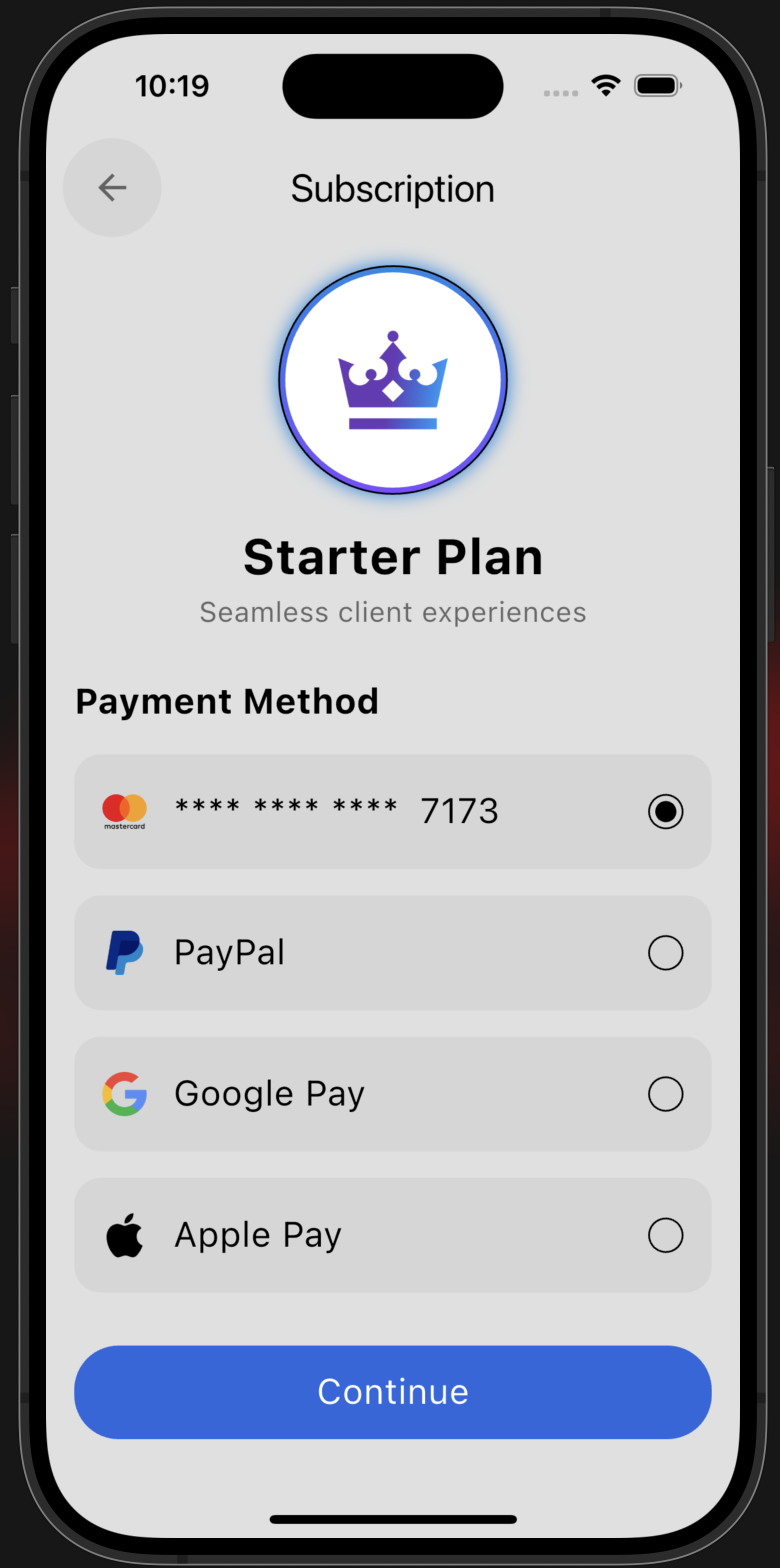 10:19
Subscription
Starter Plan
Seamless client experiences
Payment Method
mastercard
**** **** **** 7173
PayPal
Google Pay
Apple Pay
Continue